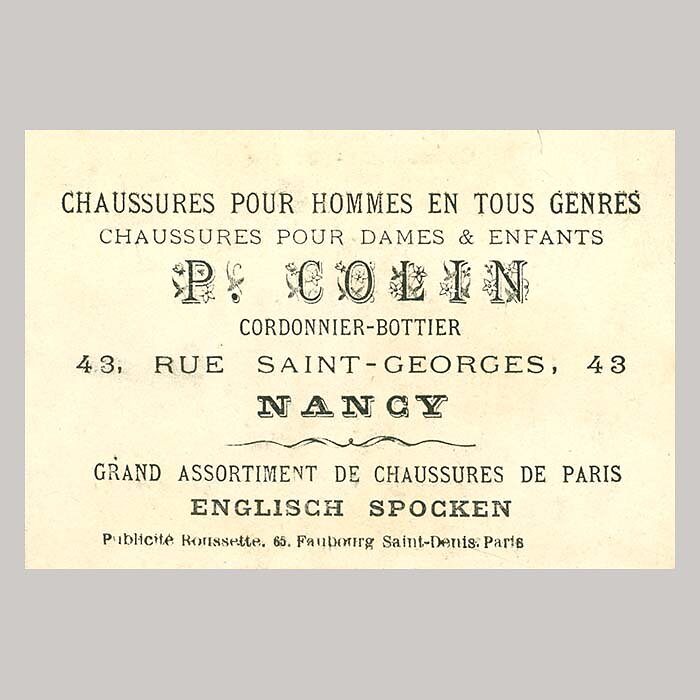 CHAUSSURES POUR HOMMES EN TOUS GENRES
CHAUSSURES POUR DAMES & ENFANTS
P. COLIN
CORDONNIER-BOTTIER
43, RUE SAINT-GEORGES, 43
NANCY
GRAND ASSORTIMENT DE CHAUSSURES DE PARIS
ENGLISCH SPOCKEN
Publicité Roussette. 65. Faubourg Saint-Denis. Paris